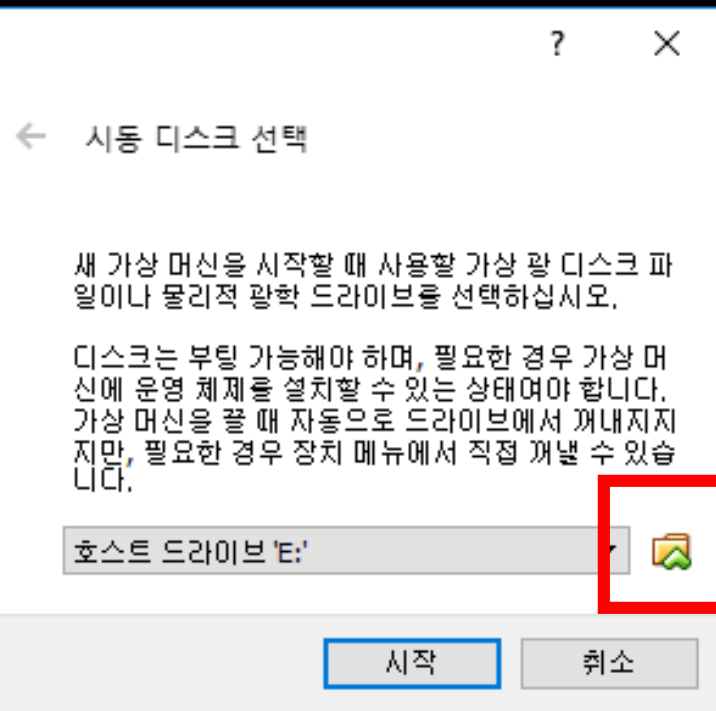 ?
시동 디스크 선택
새 가상 머신을 시작할 때 사용할 가상 광 디스크 파
일이나 물리적 광학 드라이브를 선택하십시오.
디스크는 부팅 가능해야 하며, 필요한 경우 가상 머
신에 운영 체제를 설치할 수 있는 상태여야 합니다.
가상 머신을 끌 때 자동으로 드라이브에서 꺼내지지
지만, 필요한 경우 장치 메뉴에서 직접 꺼낼 수 있습
니다.
호스트 드라이브 'E:'
시작 취소